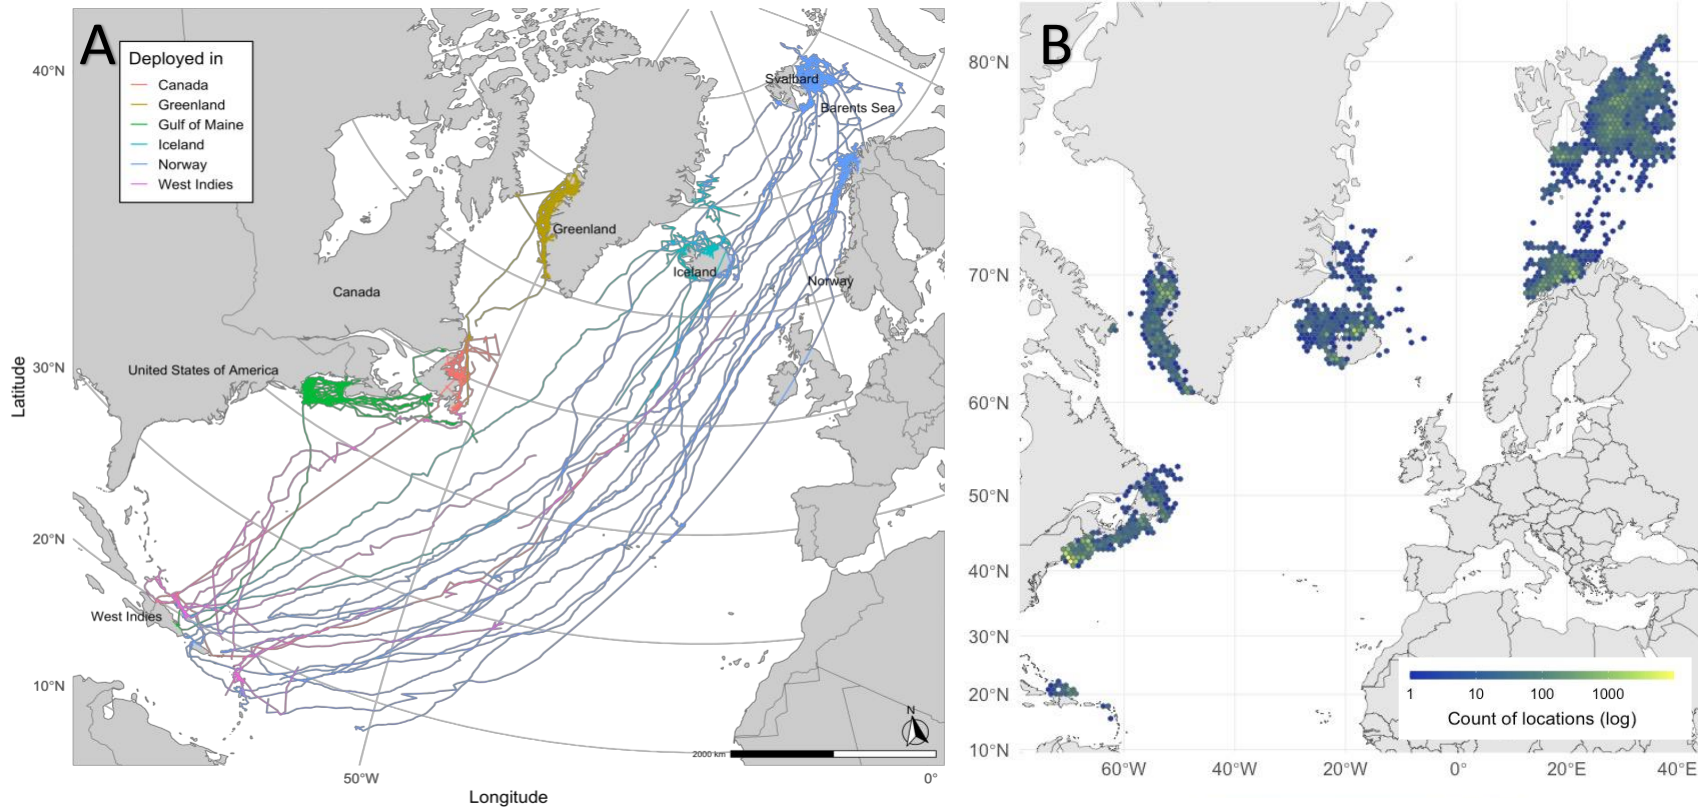 A
Deployed in
Canada
Greenland
Gulf of Maine
Iceland
Norway
West Indies
40°N
30°N
20°N
10°N
Latitude
Svalbard
Barents Sea
Greenland
Iceland
Norway
Canada
United States of America
West Indies
N
2000 km
50°W
0°
Longitude
B
80°N
70°N
60°N
50°N
40°N
30°N
20°N
10°N
1 10 100 1000
Count of locations (log)
60°W 40°W 20°W 0° 20°E 40°E